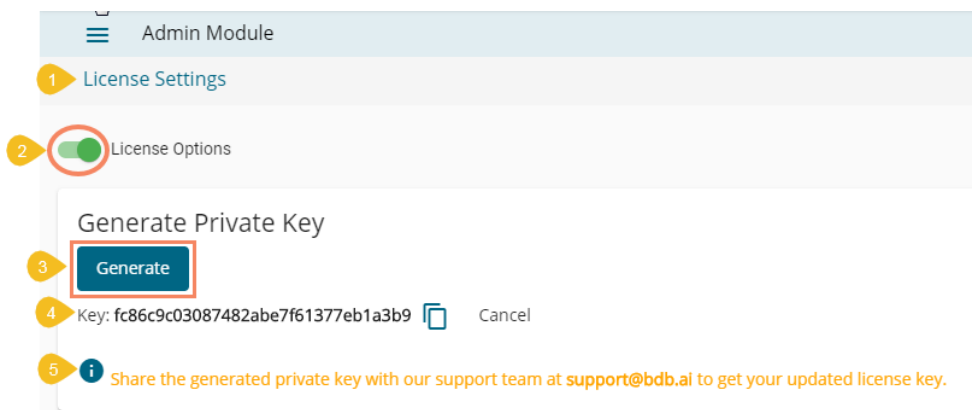 Admin Module
1 License Settings
2 License Options
Generate Private Key
3 Generate
4 Key: fc86c9c03087482abe7f61377eb1a3b9 Cancel
5 Share the generated private key with our support team at support@bdb.ai to get your updated license key.